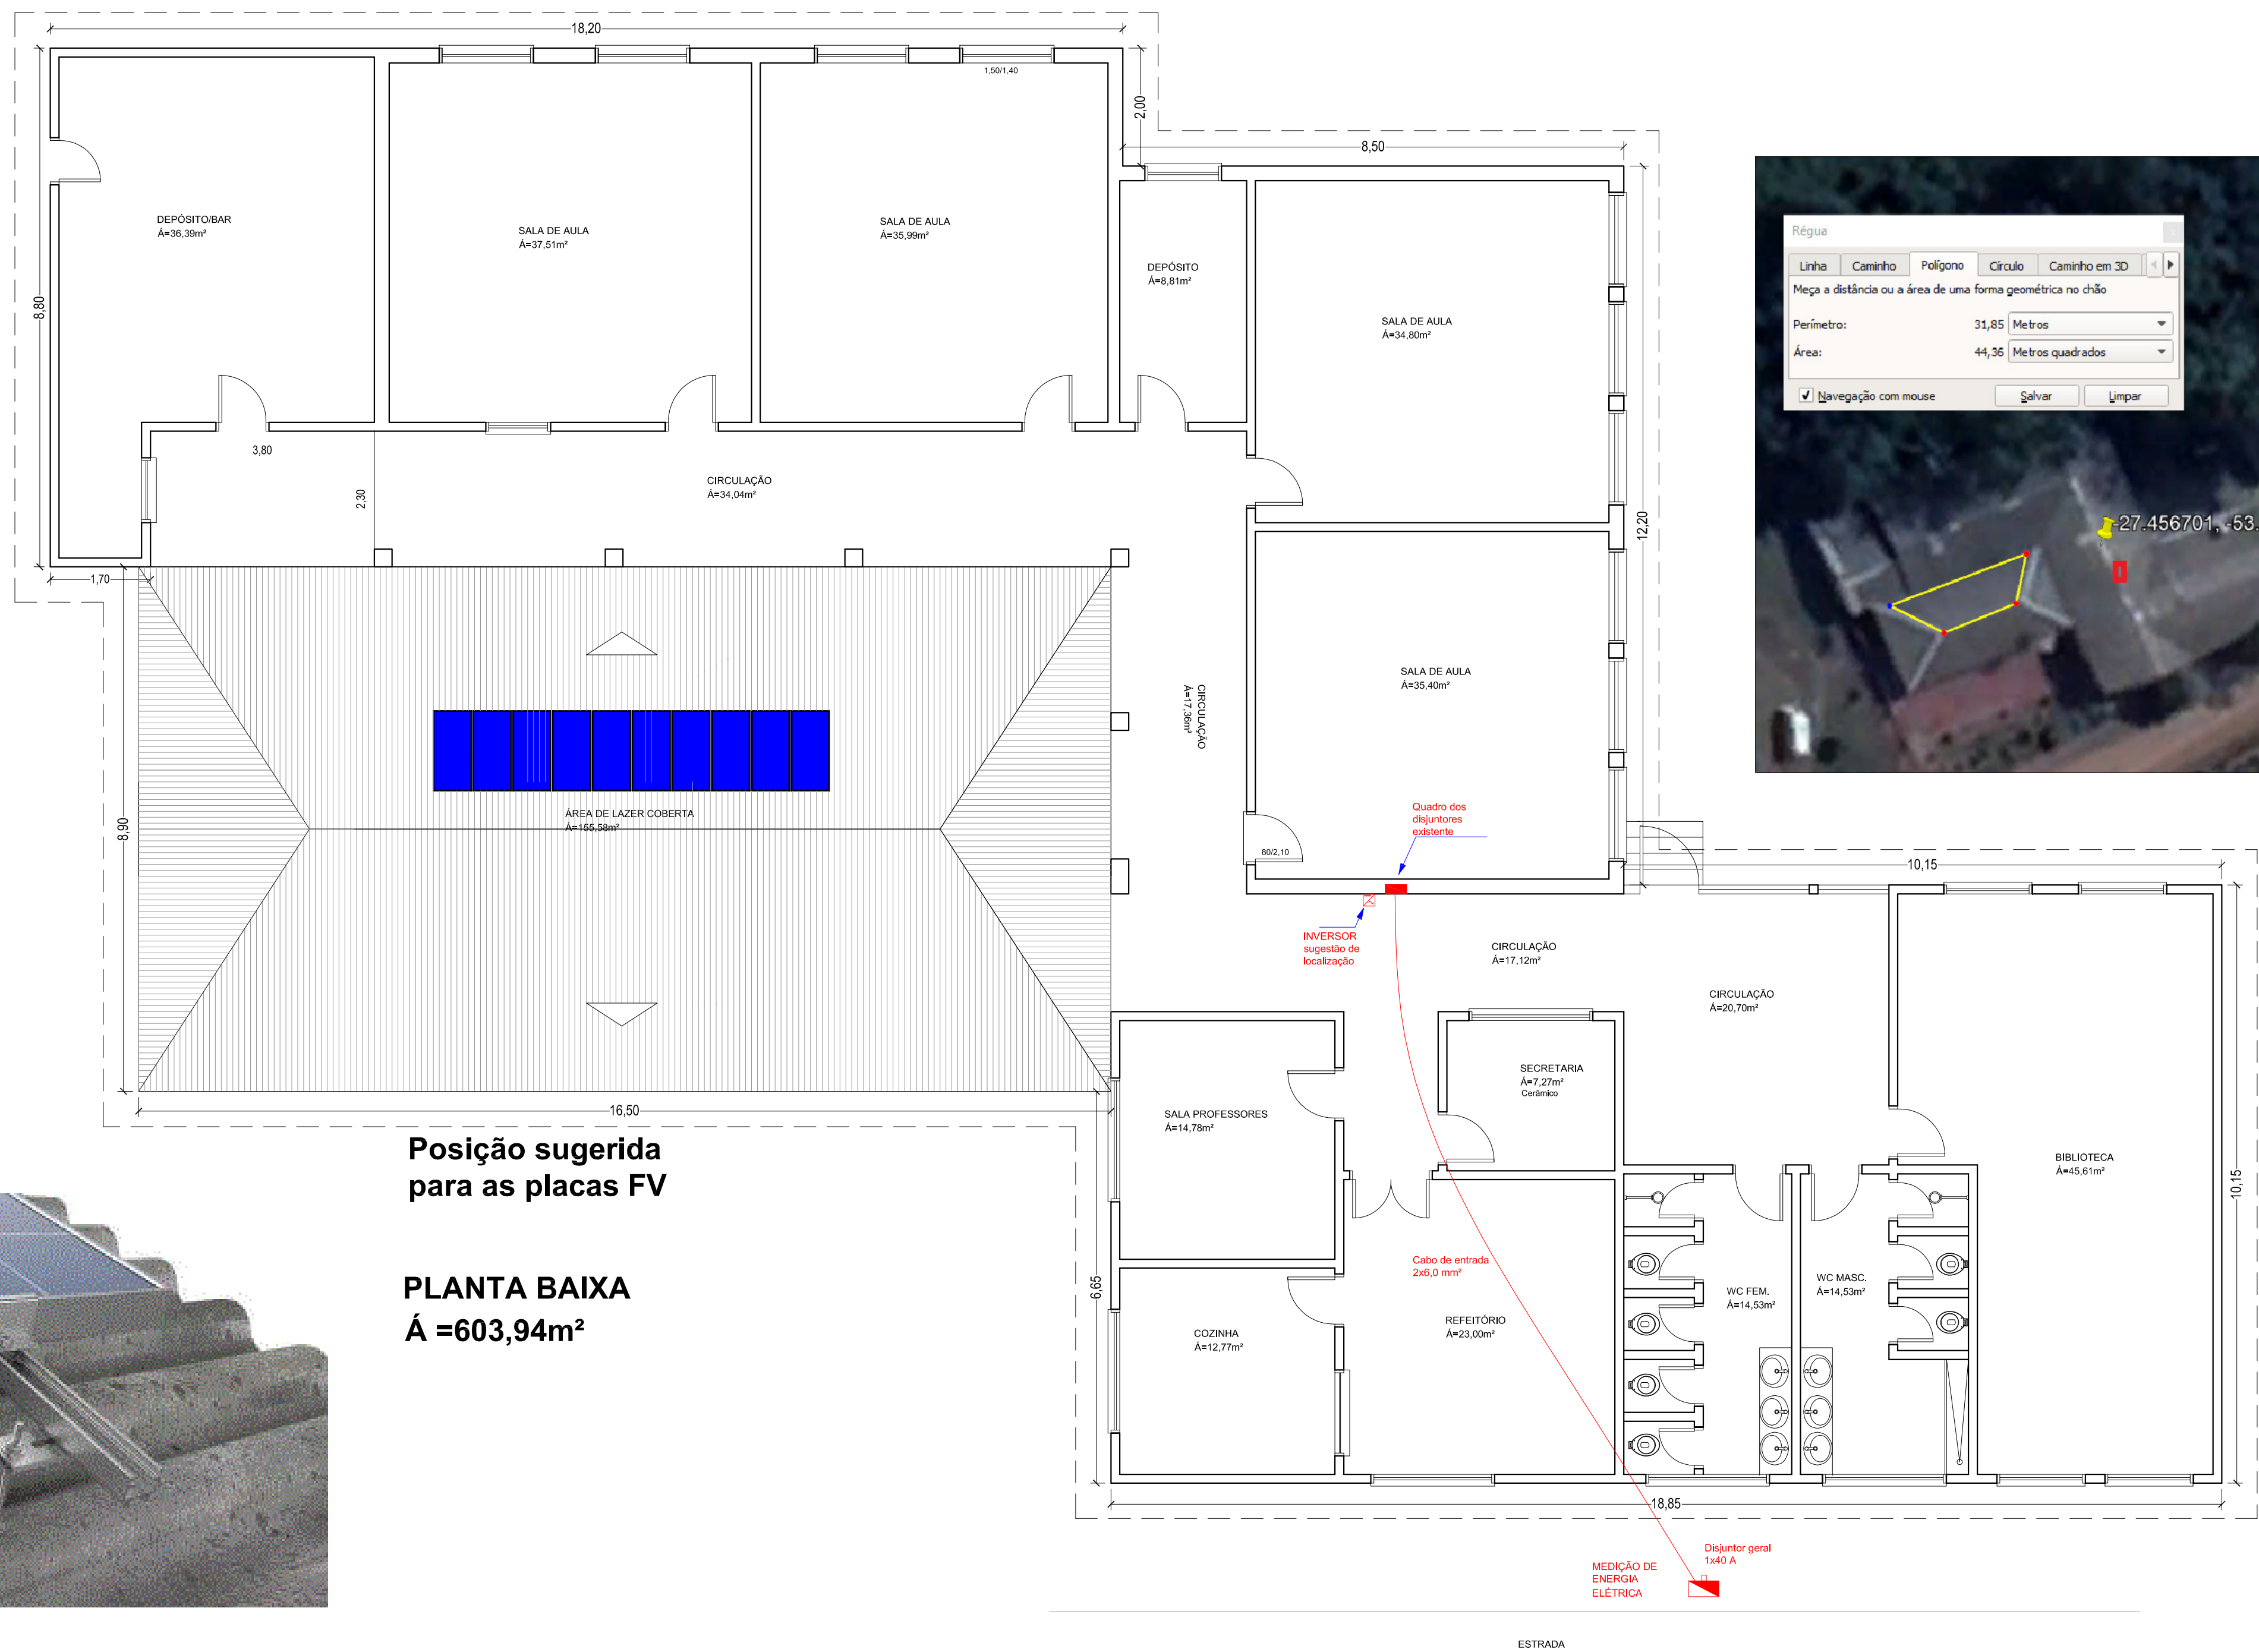 18,20
1,50/1,40
2,00
8,50
8,80
DEPÓSITO/BAR
Á=36,39m²
SALA DE AULA
Á=37,51m²
SALA DE AULA
Á=35,99m²
DEPÓSITO
Á=8,81m²
SALA DE AULA
Á=34,80m²
3,80
2,30
CIRCULAÇÃO
Á=34,04m²
12,20
1,70
SALA DE AULA
Á=35,40m²
CIRCULAÇÃO
Á=17,36m²
8,90
ÁREA DE LAZER COBERTA
Á=155,58m²
Quadro dos
disjuntores
existente
80/2,10
INVERSOR
sugestão de
localização
CIRCULAÇÃO
Á=17,12m²
CIRCULAÇÃO
Á=20,70m²
10,15
SECRETARIA
Á=7,27m²
Cerâmico
SALA PROFESSORES
Á=14,78m²
BIBLIOTECA
Á=45,61m²
10,15
16,50
Posição sugerida
para as placas FV
PLANTA BAIXA
Á =603,94m²
6,65
Cabo de entrada
2x6,0 mm²
WC FEM.
Á=14,53m²
WC MASC.
Á=14,53m²
COZINHA
Á=12,77m²
REFEITÓRIO
Á=23,00m²
18,85
Disjuntor geral
1x40 A
MEDIÇÃO DE
ENERGIA
ELÉTRICA
ESTRADA
Régua
Linha Caminho Polígono Círculo Caminho em 3D
Meça a distância ou a área de uma forma geométrica no chão
Perímetro: 31,85 Metros
Área: 44,36 Metros quadrados
Navegação com mouse Salvar Limpar
-27.456701, -53.